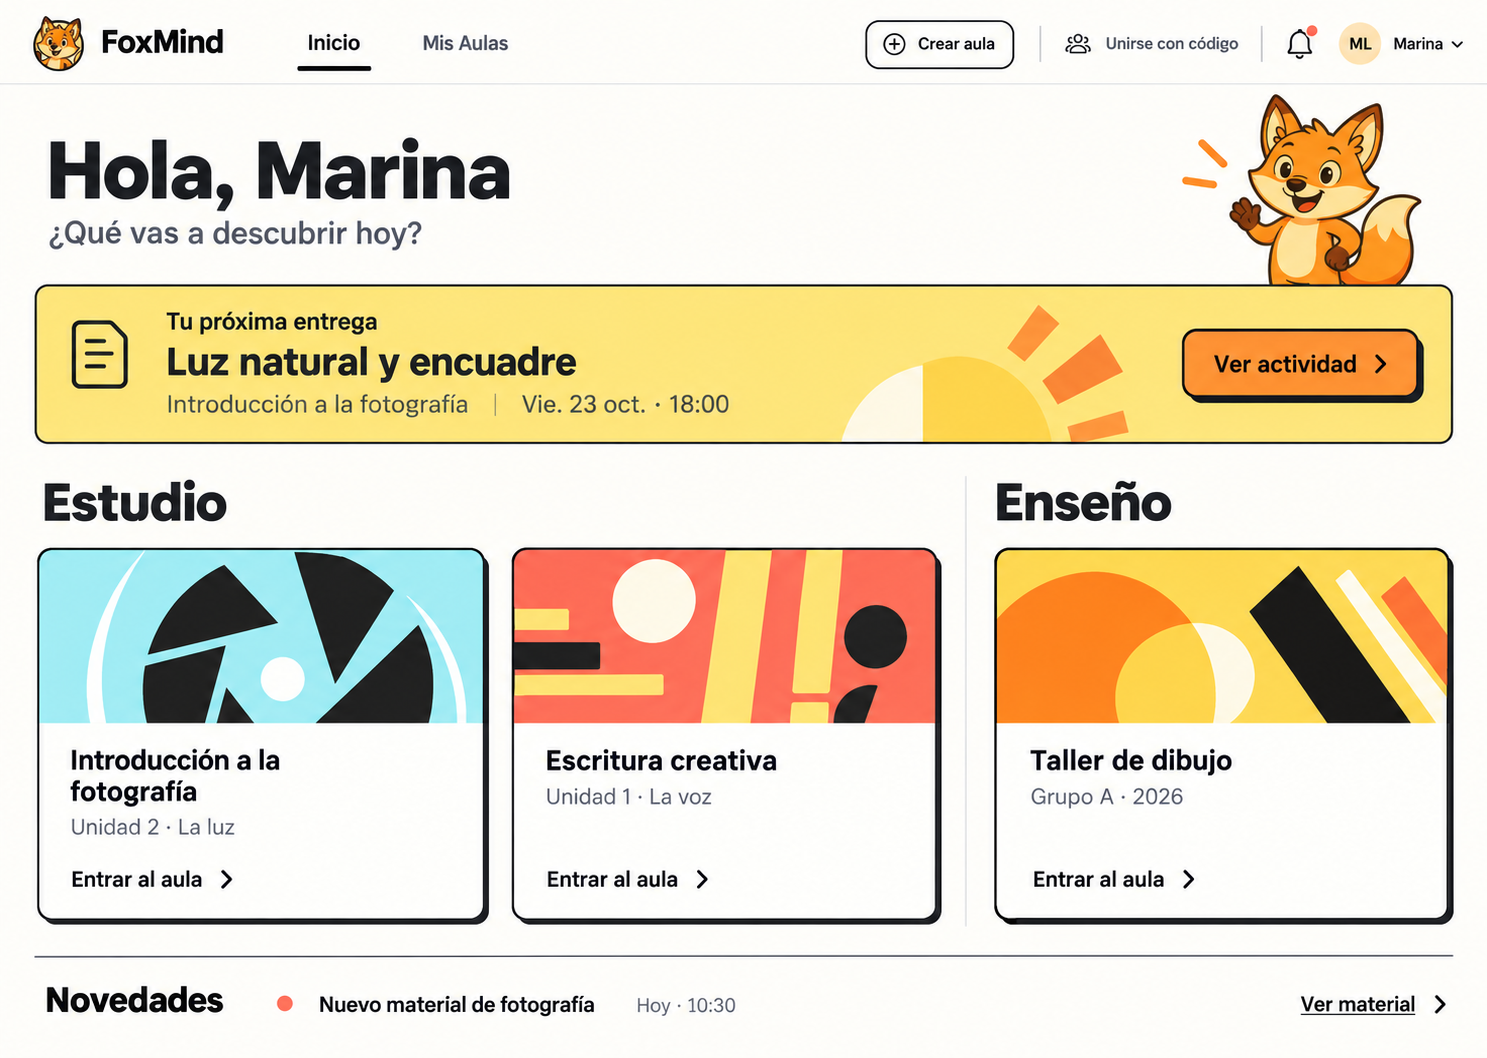 FoxMind
Inicio
Mis Aulas
Crear aula
Unirse con código
ML
Marina
Hola, Marina
¿Qué vas a descubrir hoy?
Tu próxima entrega
Luz natural y encuadre
Introducción a la fotografía | Vie. 23 oct. · 18:00
Ver actividad
Estudio
Introducción a la
fotografía
Unidad 2 · La luz
Entrar al aula
Escritura creativa
Unidad 1 · La voz
Entrar al aula
Enseño
Taller de dibujo
Grupo A · 2026
Entrar al aula
Novedades
Nuevo material de fotografía
Hoy · 10:30
Ver material